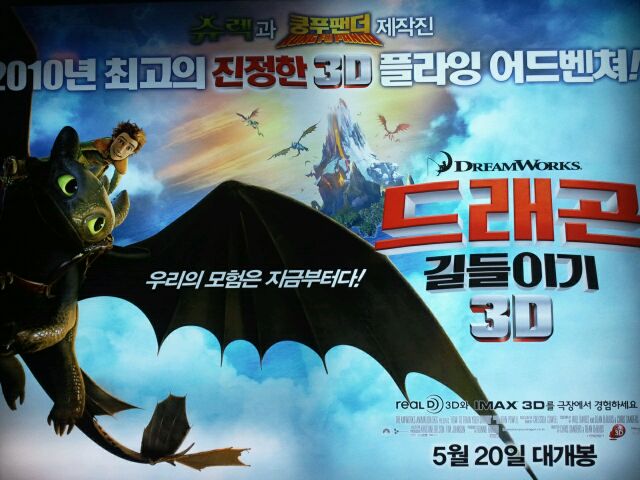 슈렉과 쿵푸팬더 제작진
2010년 최고의 진정한 3D 플라잉 어드벤쳐!
DREAMWORKS
드래곤
길들이기
3D
우리의 모험은 지금부터다!
REAL D 3D와 IMAX 3D를 극장에서 경험하세요
5월 20일 대개봉